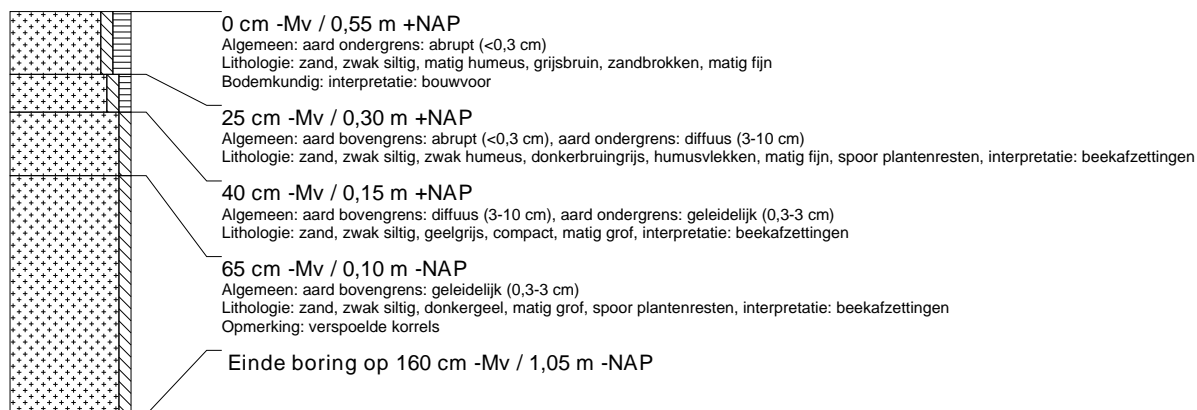 0 cm -Mv / 0,55 m +NAP
Algemeen: aard ondergrens: abrupt (<0,3 cm)
Lithologie: zand, zwak siltig, matig humeus, grijsbruin, zandbrokken, matig fijn
Bodemkundig: interpretatie: bouwvoor
25 cm -Mv / 0,30 m +NAP
Algemeen: aard bovengrens: abrupt (<0,3 cm), aard ondergrens: diffuus (3-10 cm)
Lithologie: zand, zwak siltig, zwak humeus, donkerbruingrijs, humusvlekken, matig fijn, spoor plantenresten, interpretatie: beekafzettingen
40 cm -Mv / 0,15 m +NAP
Algemeen: aard bovengrens: diffuus (3-10 cm), aard ondergrens: geleidelijk (0,3-3 cm)
Lithologie: zand, zwak siltig, geelgrijs, compact, matig grof, interpretatie: beekafzettingen
65 cm -Mv / 0,10 m -NAP
Algemeen: aard bovengrens: geleidelijk (0,3-3 cm)
Lithologie: zand, zwak siltig, donkergeel, matig grof, spoor plantenresten, interpretatie: beekafzettingen
Opmerking: verspoelde korrels
Einde boring op 160 cm -Mv / 1,05 m -NAP